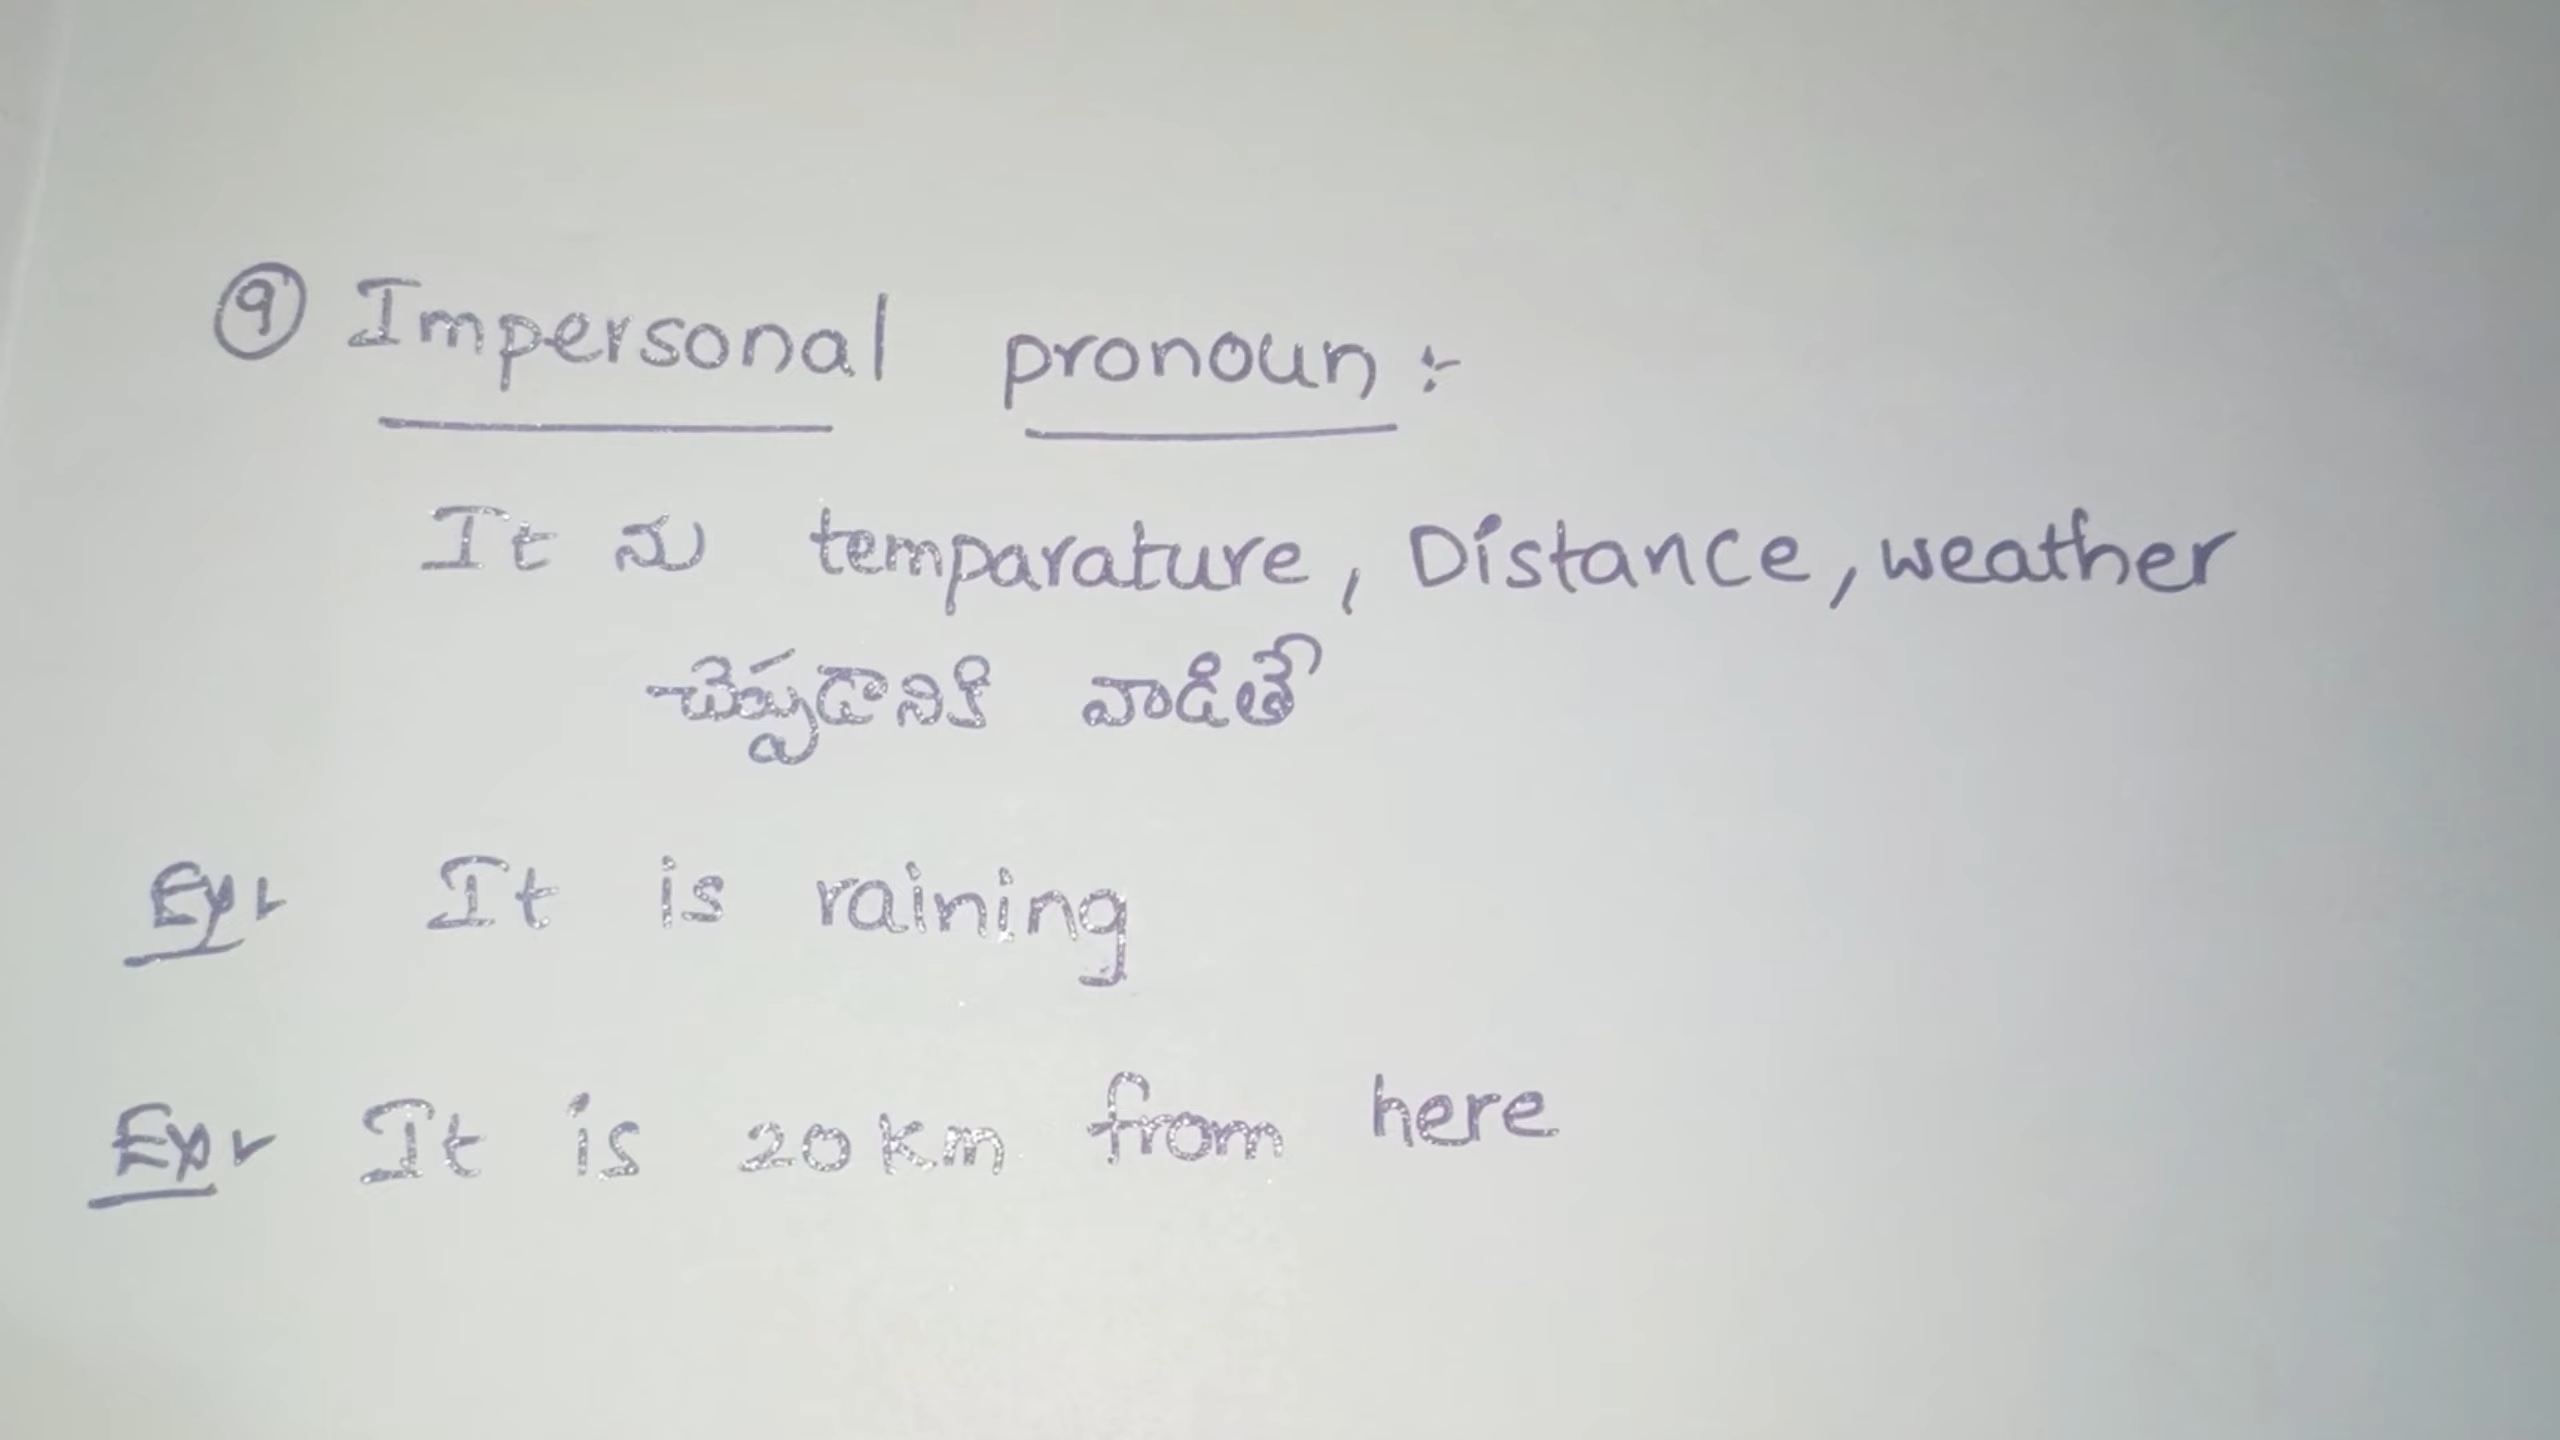 ⑨ Impersonal pronoun :-
It ను temparature, Distance, weather
చెప్పడానికి వాడితే
Ex:- It is raining
Ex:- It is 20 km from here